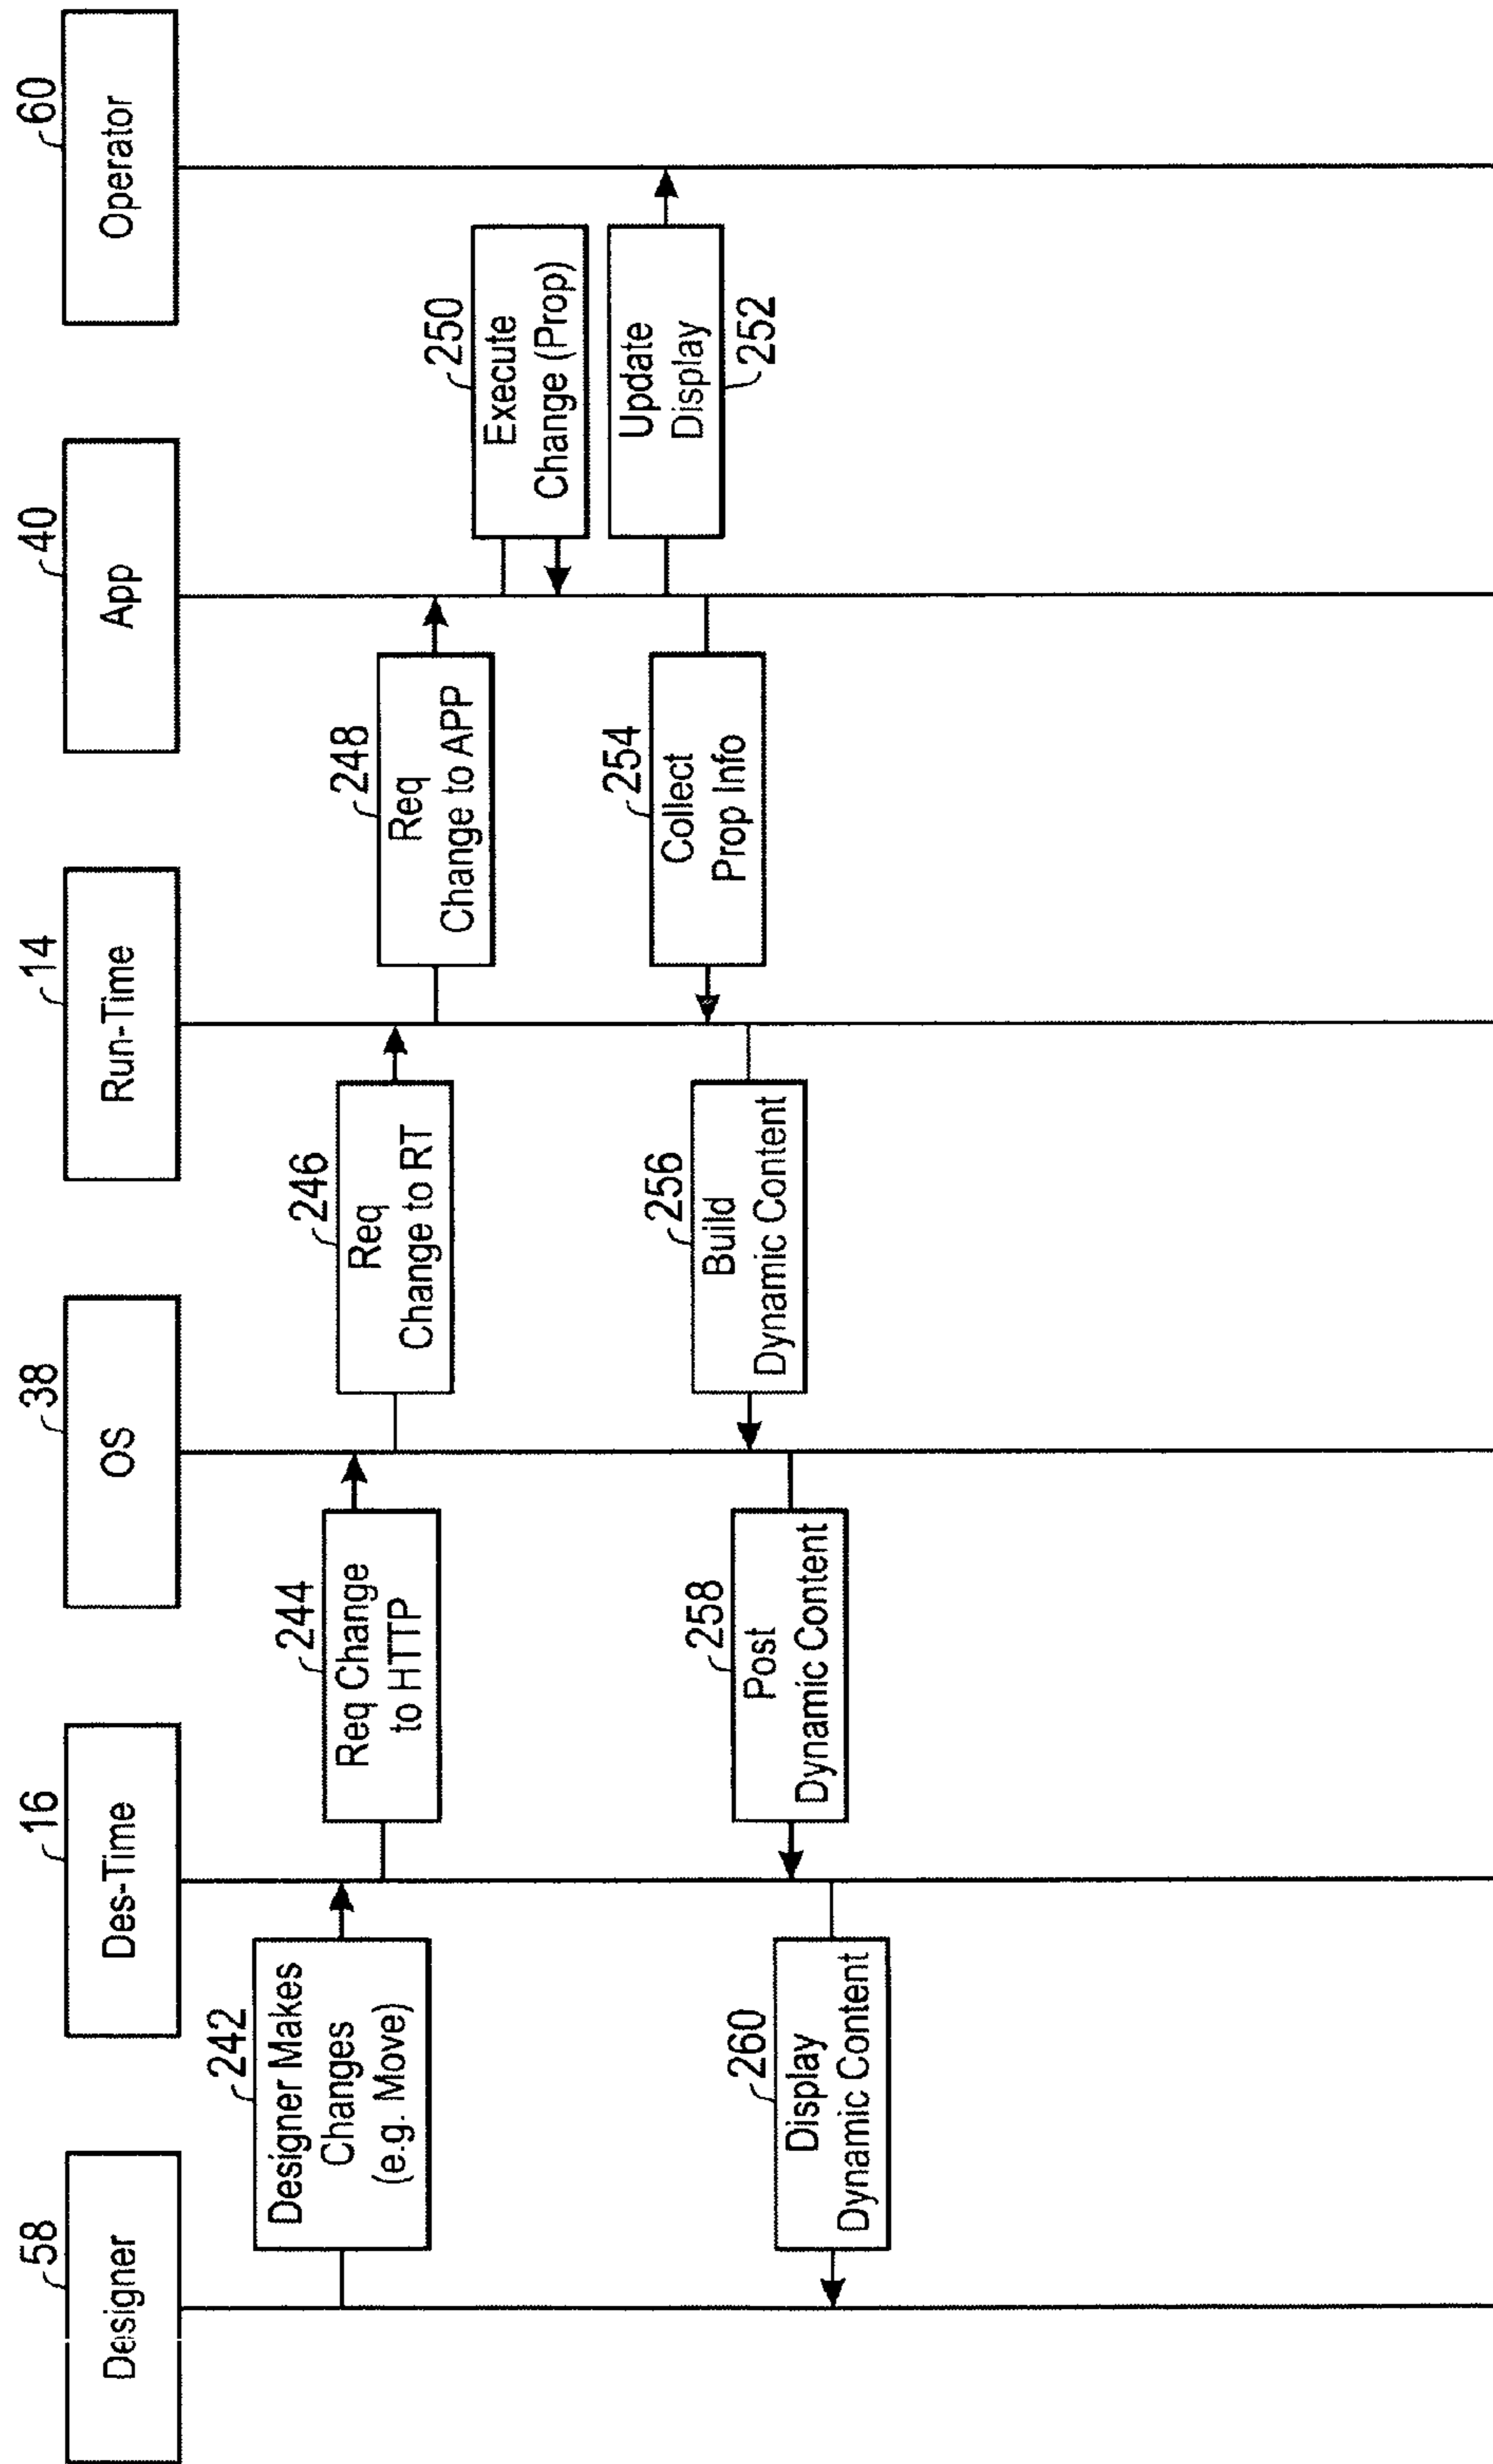 58
Designer
16
Des-Time
38
OS
14
Run-Time
40
App
60
Operator
242
Designer Makes
Changes
(e.g. Move)
244
Req Change
to HTTP
246
Req
Change to RT
248
Req
Change to APP
250
Execute
Change (Prop)
Update
Display
252
254
Collect
Prop Info
256
Build
Dynamic Content
258
Post
Dynamic Content
260
Display
Dynamic Content